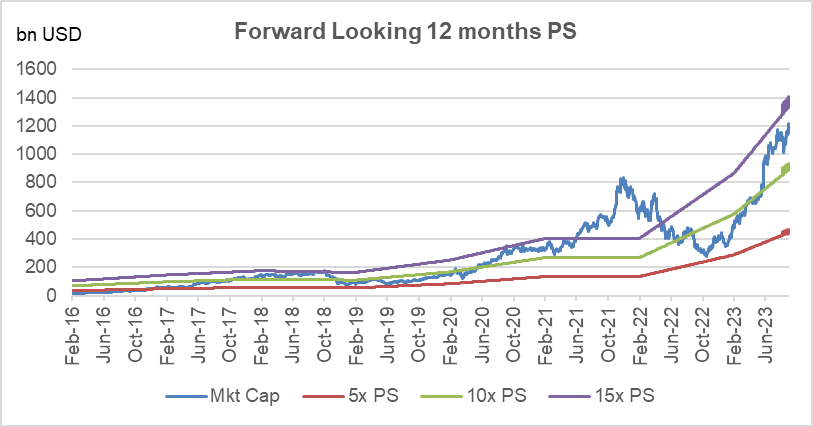 Forward Looking 12 months PS
bn USD
1600
1400
1200
1000
800
600
400
200
0
Feb-16
Jun-16
Oct-16
Feb-17
Jun-17
Oct-17
Feb-18
Jun-18
Oct-18
Feb-19
Jun-19
Oct-19
Feb-20
Jun-20
Oct-20
Feb-21
Jun-21
Oct-21
Feb-22
Jun-22
Oct-22
Feb-23
Jun-23
Mkt Cap 5x PS 10x PS 15x PS